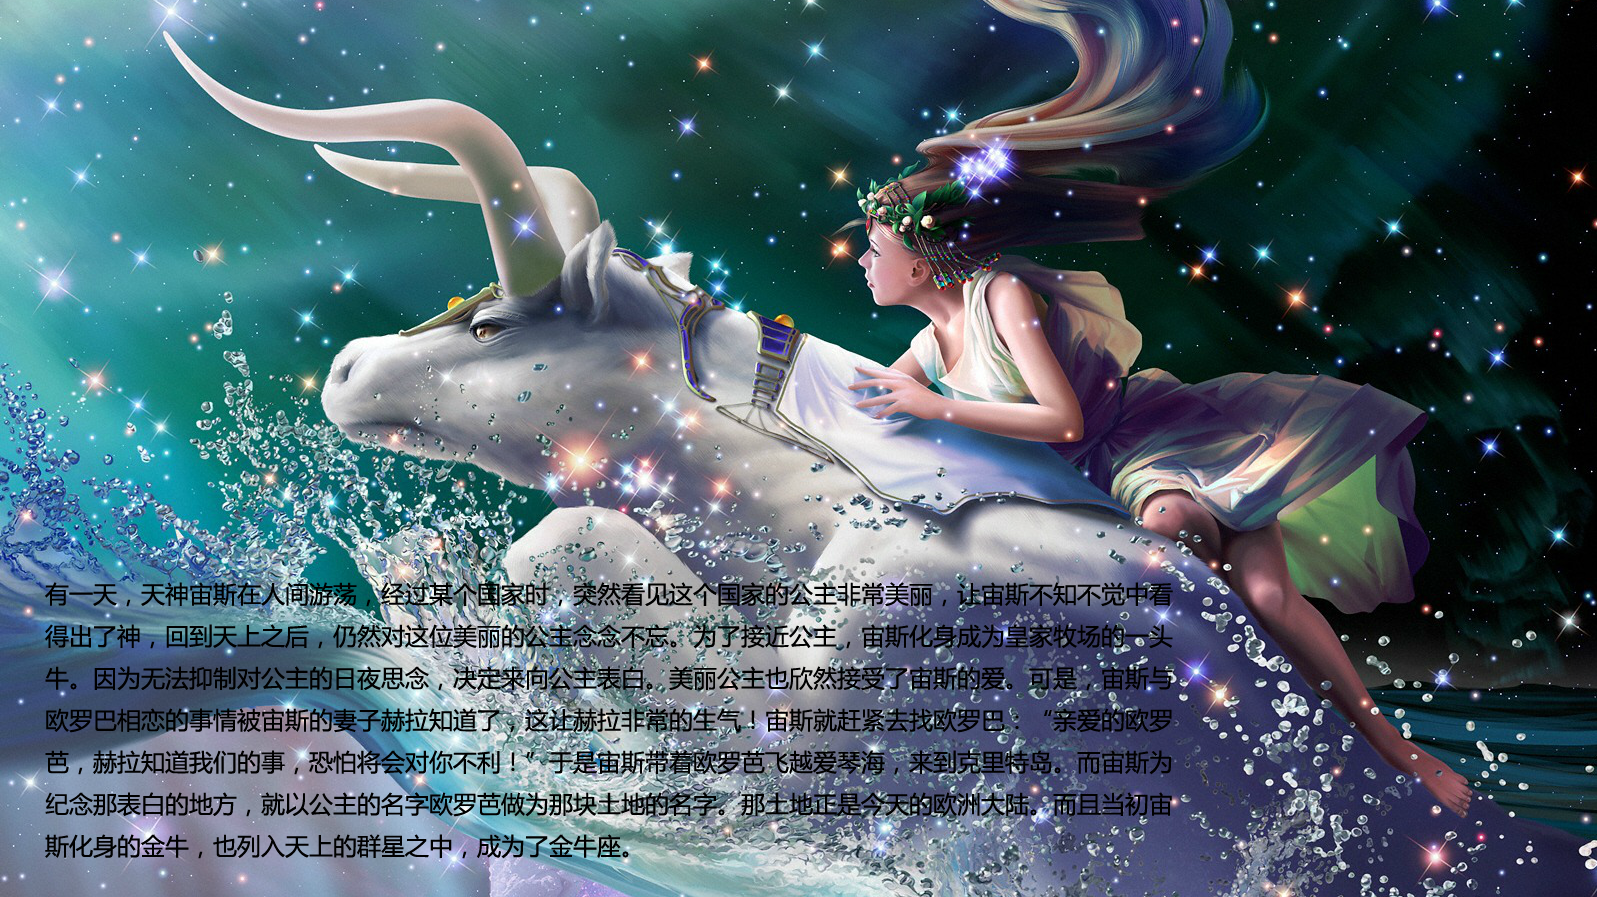 有一天，天神宙斯在人间游荡，经过某个国家时，突然看见这个国家的公主非常美丽，让宙斯不知不觉中看
得出了神，回到天上之后，仍然对这位美丽的公主念念不忘。为了接近公主，宙斯化身成为皇家牧场的一头
牛。因为无法抑制对公主的日夜思念，决定来向公主表白。美丽公主也欣然接受了宙斯的爱。可是，宙斯与
欧罗巴相恋的事情被宙斯的妻子赫拉知道了，这让赫拉非常的生气！宙斯就赶紧去找欧罗巴：“亲爱的欧罗
芭，赫拉知道我们的事，恐怕将会对你不利！”于是宙斯带着欧罗芭飞越爱琴海，来到克里特岛。而宙斯为
纪念那表白的地方，就以公主的名字欧罗芭做为那块土地的名字。那土地正是今天的欧洲大陆。而且当初宙
斯化身的金牛，也列入天上的群星之中，成为了金牛座。